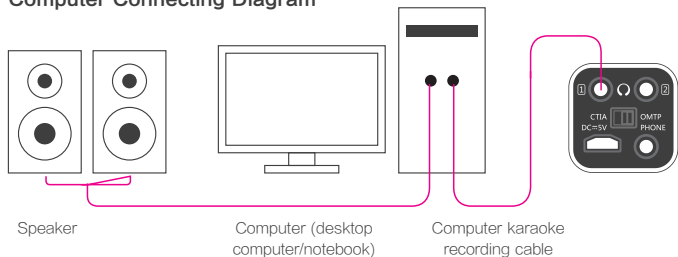 Computer Connecting Diagram
1 2
CTIA OMTP
DC=5V PHONE
Speaker
Computer (desktop
computer/notebook)
Computer karaoke
recording cable